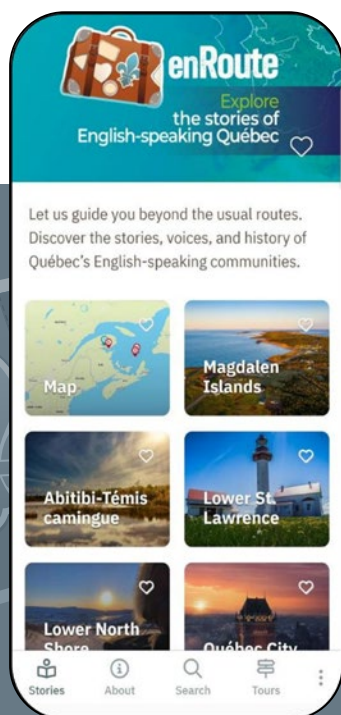 enRoute
Explore
the stories of
English-speaking Québec
Let us guide you beyond the usual routes.
Discover the stories, voices, and history of
Québec's English-speaking communities.
Map
Magdalen
Islands
Abitibi-Témis
camingue
Lower St.
Lawrence
Lower North
Shore
Québec City
Stories
About
Search
Tours